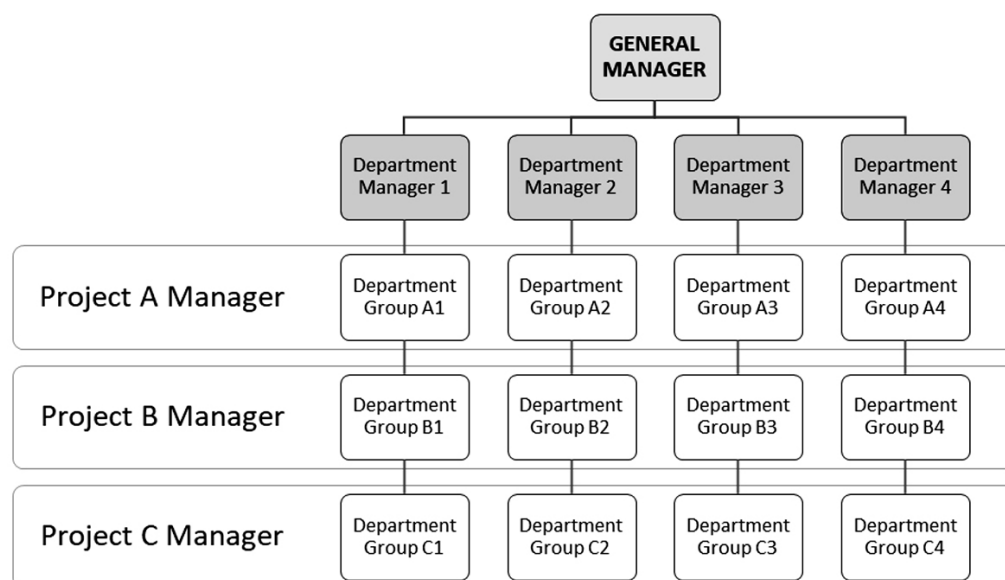 GENERAL
MANAGER
Department
Manager 1
Department
Manager 2
Department
Manager 3
Department
Manager 4
Project A Manager
Department
Group A1
Department
Group A2
Department
Group A3
Department
Group A4
Project B Manager
Department
Group B1
Department
Group B2
Department
Group B3
Department
Group B4
Project C Manager
Department
Group C1
Department
Group C2
Department
Group C3
Department
Group C4